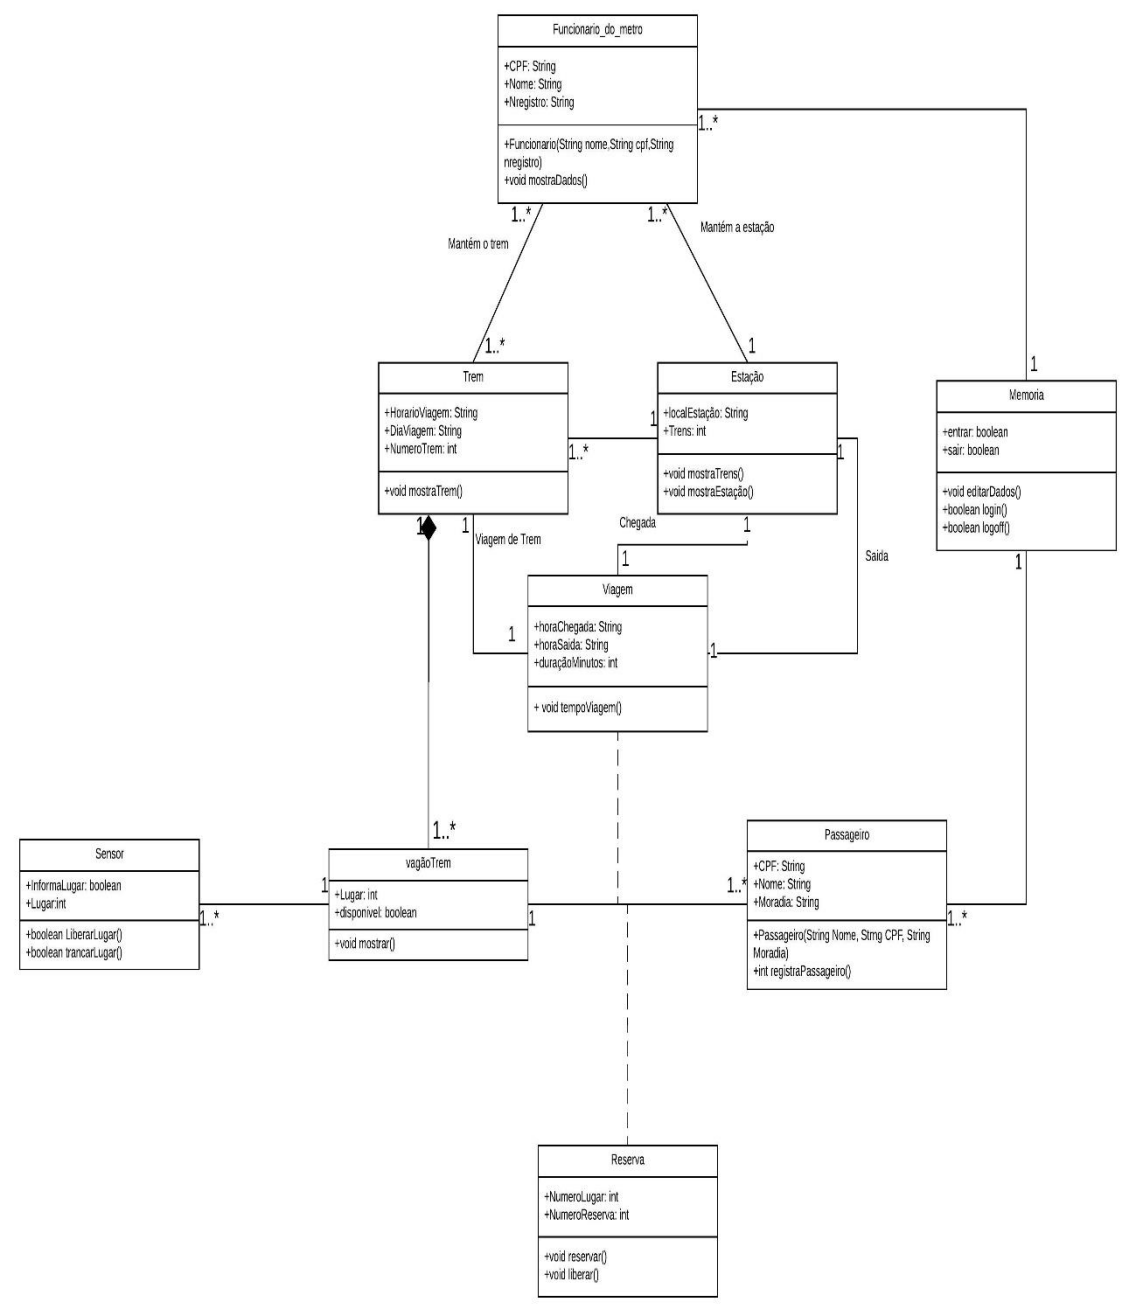 Funcionario_do_metro
+CPF: String
+Nome: String
+Nregistro: String
+Funcionario(String nome,String cpf,String
nregistro)
+void mostraDados()
1..*
1..*
1..*
Mantém o trem
Mantém a estação
1..*
1
1
Trem
+HorarioViagem: String
+DiaViagem: String
+NumeroTrem: int
+void mostraTrem()
Estação
+localEstação: String
+Trens: int
+void mostraTrens()
+void mostraEstação()
Memoria
+entrar: boolean
+sair: boolean
+void editarDados()
+boolean login()
+boolean logoff()
1
1..*
1
1
1
Viagem de Trem
Chegada
1
Saida
1
1
1
1
Viagem
+horaChegada: String
+horaSaida: String
+duraçãoMinutos: int
+ void tempoViagem()
1..*
Sensor
+InformaLugar: boolean
+Lugar:int
+boolean LiberarLugar()
+boolean trancarLugar()
1..*
1
vagãoTrem
+Lugar: int
+disponivel: boolean
+void mostrar()
1
1..*
Passageiro
+CPF: String
+Nome: String
+Moradia: String
+Passageiro(String Nome, Strng CPF, String
Moradia)
+int registraPassageiro()
1..*
Reserva
+NumeroLugar: int
+NumeroReserva: int
+void reservar()
+void liberar()